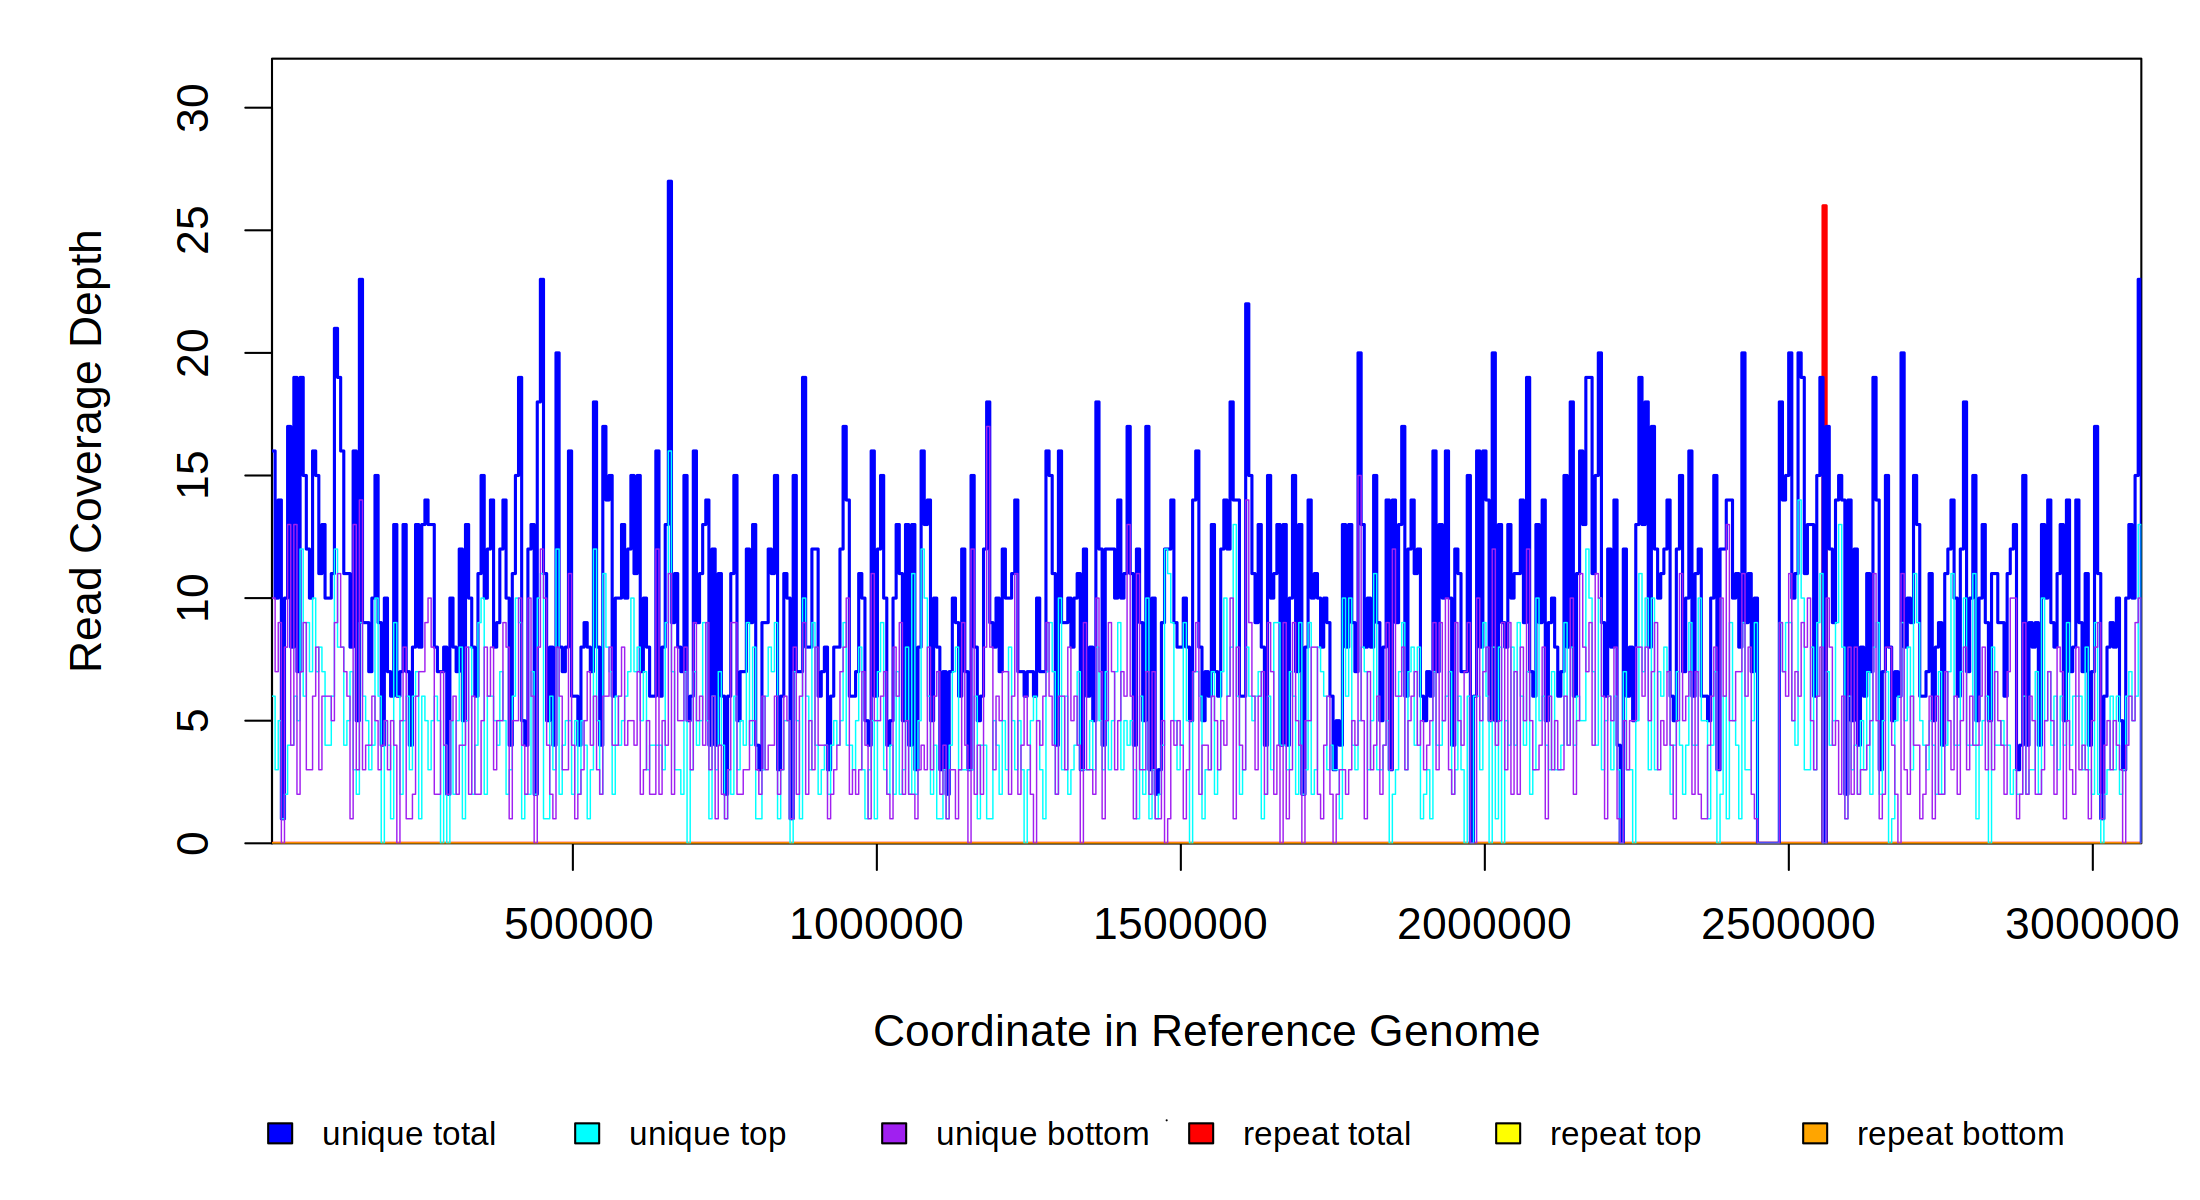 30
25
20
15
10
5
0
Read Coverage Depth
500000 1000000 1500000 2000000 2500000 3000000
Coordinate in Reference Genome
unique total unique top unique bottom repeat total repeat top repeat bottom